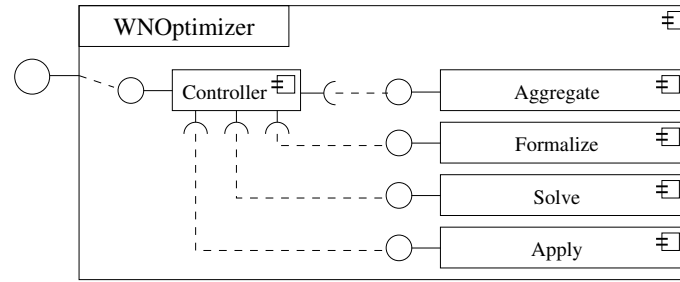 WNOptimizer
Controller
Aggregate
Formalize
Solve
Apply